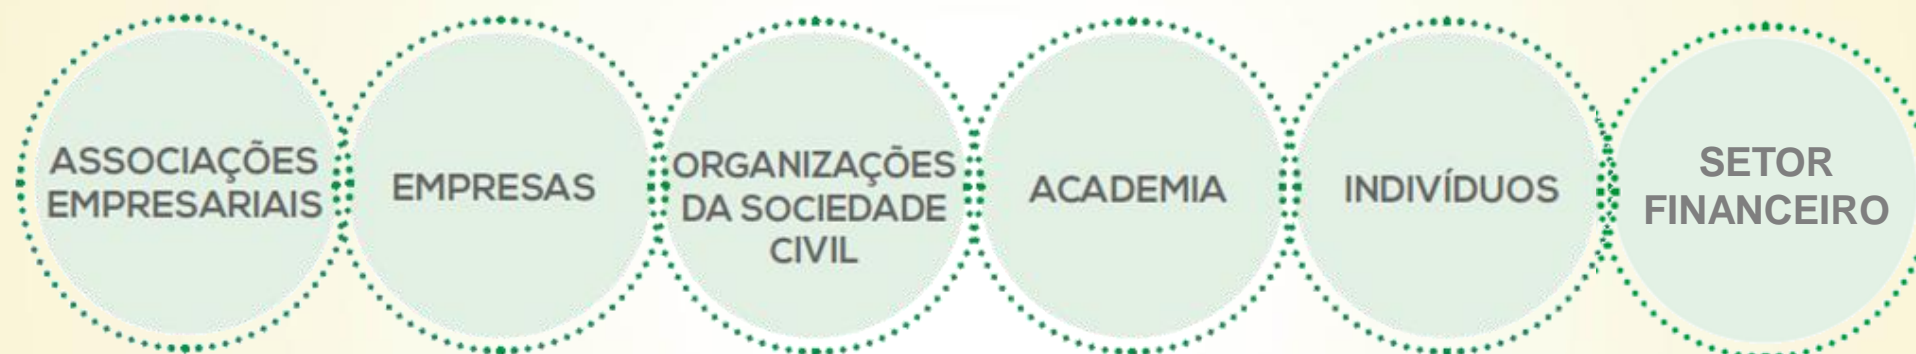 ASSOCIAÇÕES
EMPRESARIAIS
EMPRESAS
ORGANIZAÇÕES
DA SOCIEDADE
CIVIL
ACADEMIA
INDIVÍDUOS
SETOR
FINANCEIRO